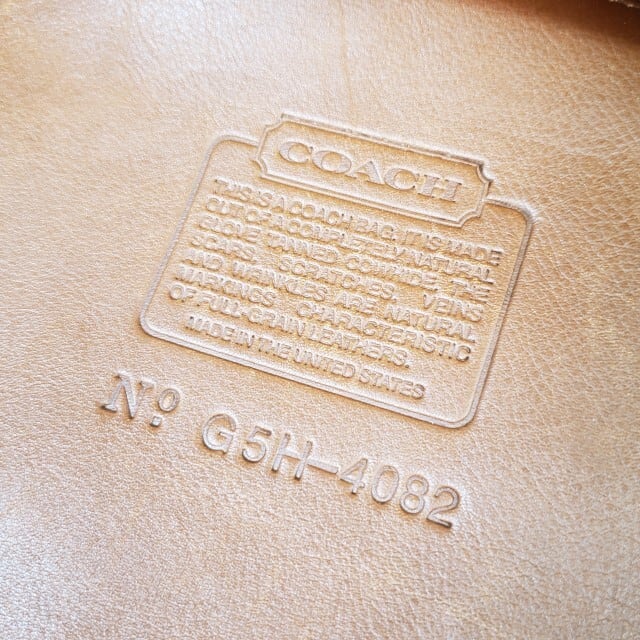 COACH
THIS IS A COACH BAG. IT IS MADE
OUT OF A COMPLETELY NATURAL
GLOVE TANNED COWHIDE. THE
SCARS, SCRATCHES, VEINS
AND WRINKLES ARE NATURAL
MARKINGS CHARACTERISTIC
OF FULL-GRAIN LEATHERS.
MADE IN THE UNITED STATES
Nº G5H-4082